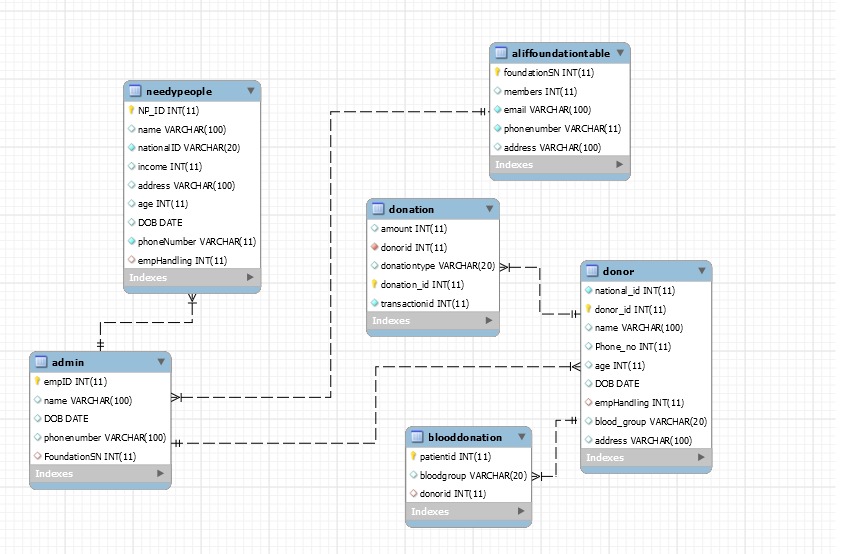 aliffoundationtable
foundationSN INT(11)
members INT(11)
email VARCHAR(100)
phonenumber VARCHAR(11)
address VARCHAR(100)
Indexes
needypeople
NP_ID INT(11)
name VARCHAR(100)
nationalID VARCHAR(20)
income INT(11)
address VARCHAR(100)
age INT(11)
DOB DATE
phoneNumber VARCHAR(11)
empHandling INT(11)
Indexes
donation
amount INT(11)
donorid INT(11)
donationtype VARCHAR(20)
donation_id INT(11)
transactionid INT(11)
Indexes
donor
national_id INT(11)
donor_id INT(11)
name VARCHAR(100)
Phone_no INT(11)
age INT(11)
DOB DATE
empHandling INT(11)
blood_group VARCHAR(20)
address VARCHAR(100)
Indexes
admin
empID INT(11)
name VARCHAR(100)
DOB DATE
phonenumber VARCHAR(100)
FoundationSN INT(11)
Indexes
blooddonation
patientid INT(11)
bloodgroup VARCHAR(20)
donorid INT(11)
Indexes